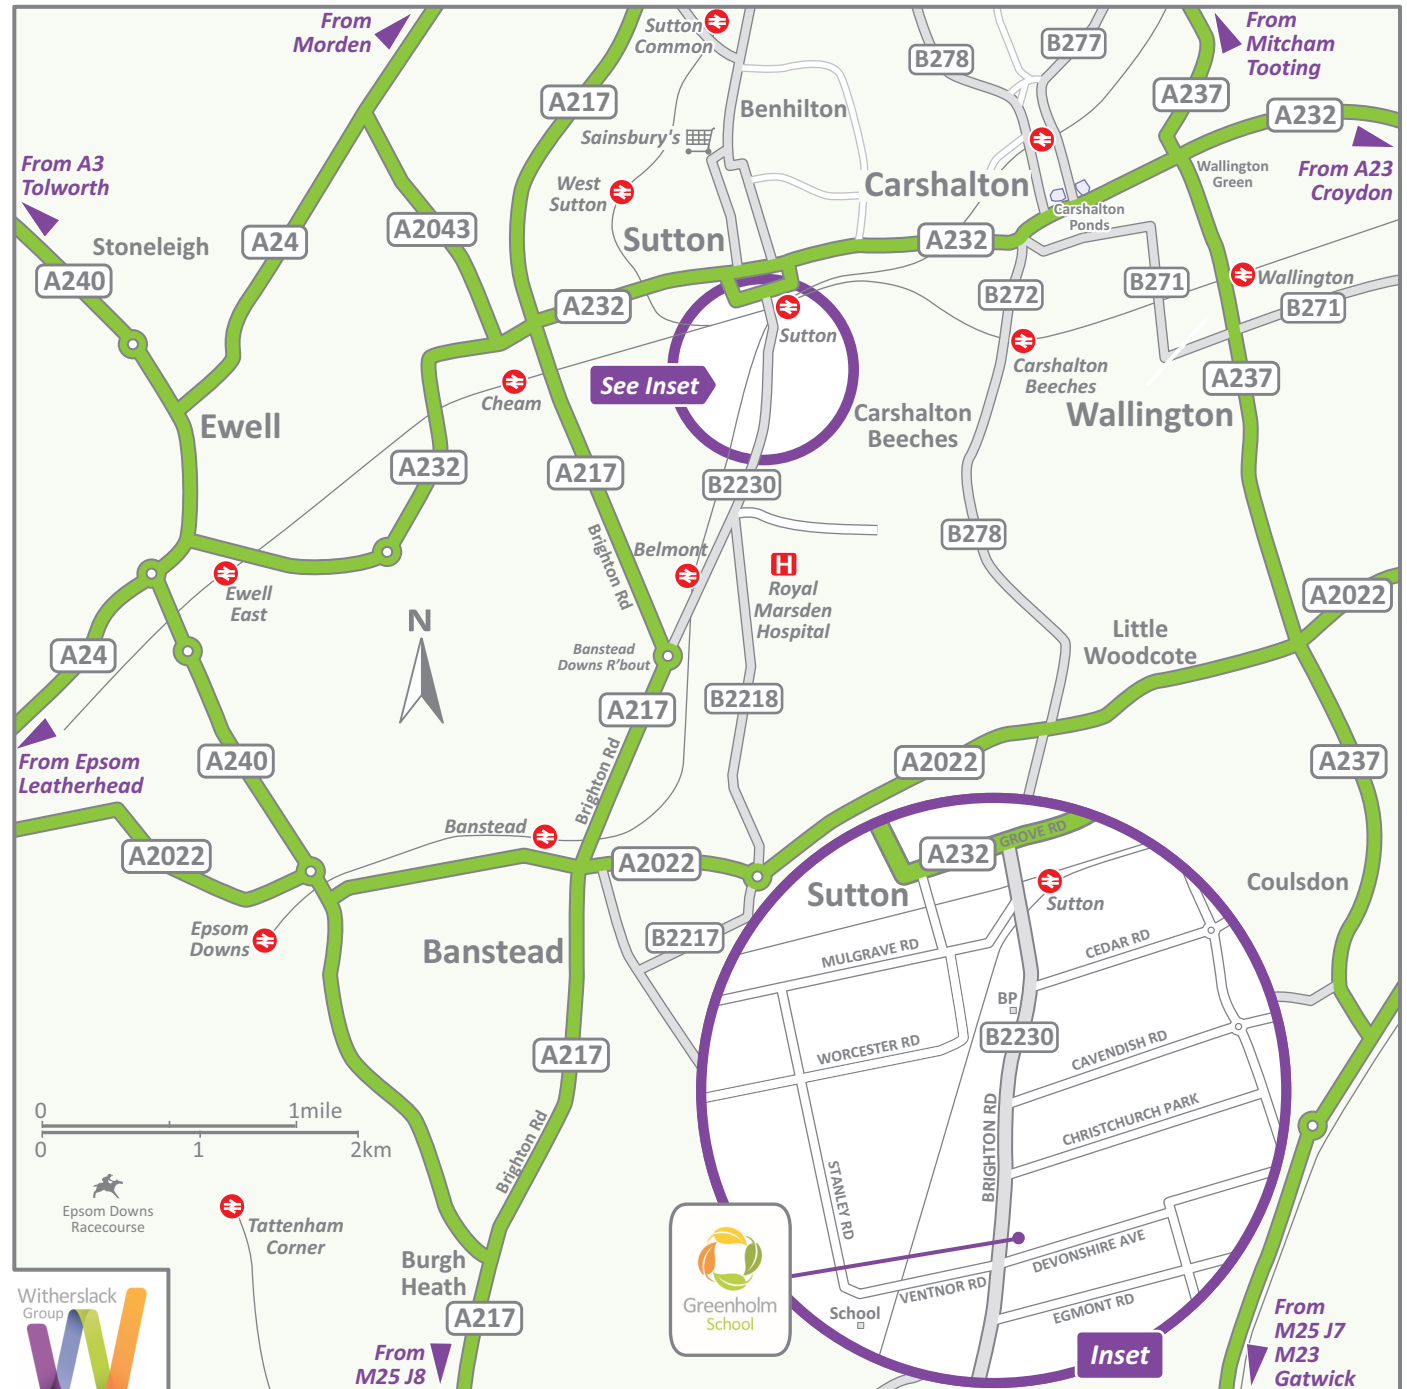 From
Morden
Sutton
Common
B278
B277
From
Mitcham
Tooting
A217
Benhilton
A237
A232
Sainsbury's
From A3
Tolworth
West
Sutton
Carshalton
Wallington
Green
From A23
Croydon
Carshalton
Ponds
Stoneleigh
A24
A2043
Sutton
A232
A240
A232
B272
B271
Wallington
B271
Sutton
See Inset
Cheam
Carshalton
Beeches
A237
Ewell
Carshalton
Beeches
Wallington
A232
A217
B2230
Brighton Rd
B278
Belmont
Ewell
East
Royal
Marsden
Hospital
A2022
N
Little
Woodcote
A24
Banstead
Downs R'bout
A217
B2218
From Epsom
Leatherhead
A240
Brighton Rd
A2022
A237
Banstead
A2022
A2022
A232
GROVE RD
Sutton
Sutton
Coulsdon
Epsom
Downs
Banstead
B2217
MULGRAVE RD
CEDAR RD
BP
B2230
A217
WORCESTER RD
CAVENDISH RD
0
1mile
0
1
2km
Brighton Rd
BRIGHTON RD
CHRISTCHURCH PARK
STANLEY RD
Epsom Downs
Racecourse
Tattenham
Corner
Burgh
Heath
DEVONSHIRE AVE
VENTNOR RD
EGMONT RD
Greenholm
School
School
Witherslack
Group
A217
Inset
From
M25 J8
From
M25 J7
M23
Gatwick